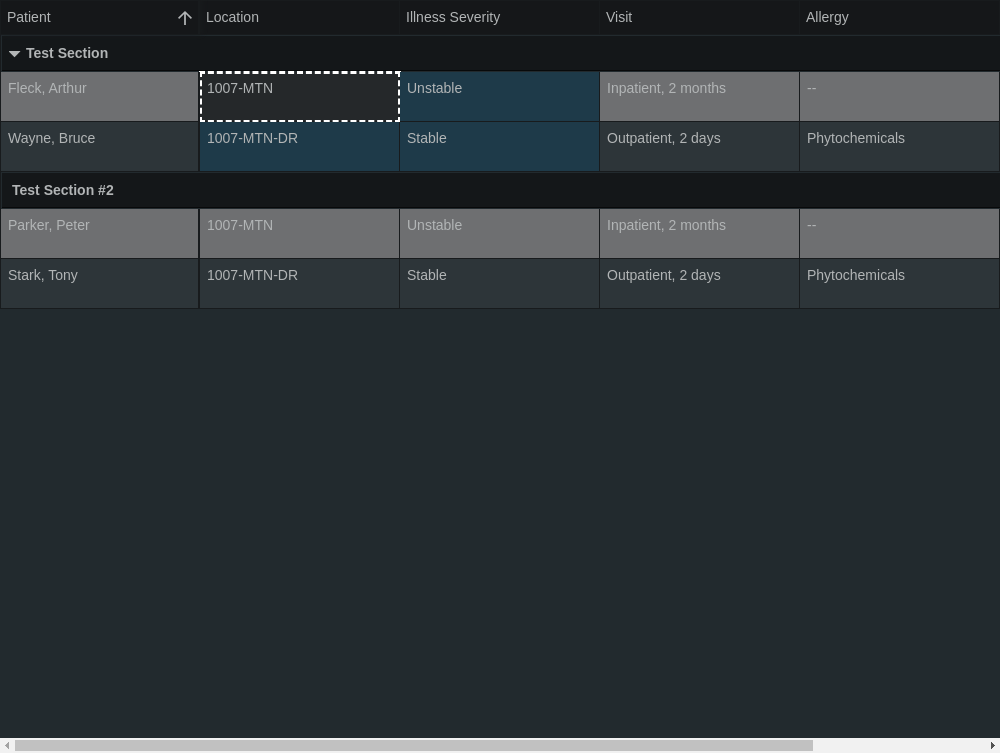 Patient Location Illness Severity Visit Allergy
Test Section
Fleck, Arthur 1007-MTN Unstable Inpatient, 2 months --
Wayne, Bruce 1007-MTN-DR Stable Outpatient, 2 days Phytochemicals
Test Section #2
Parker, Peter 1007-MTN Unstable Inpatient, 2 months --
Stark, Tony 1007-MTN-DR Stable Outpatient, 2 days Phytochemicals